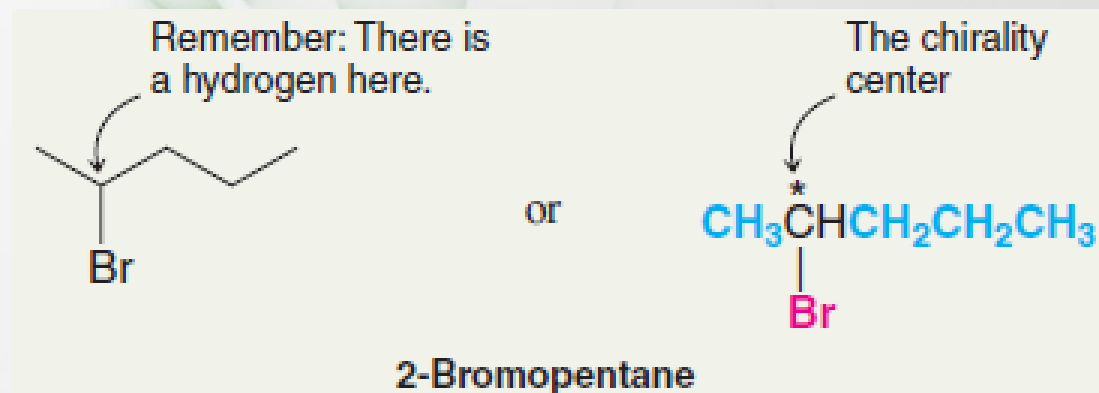 Remember: There is
a hydrogen here.
The chirality
center
Br
or
*
CH₃CHCH₂CH₂CH₃
Br
2-Bromopentane